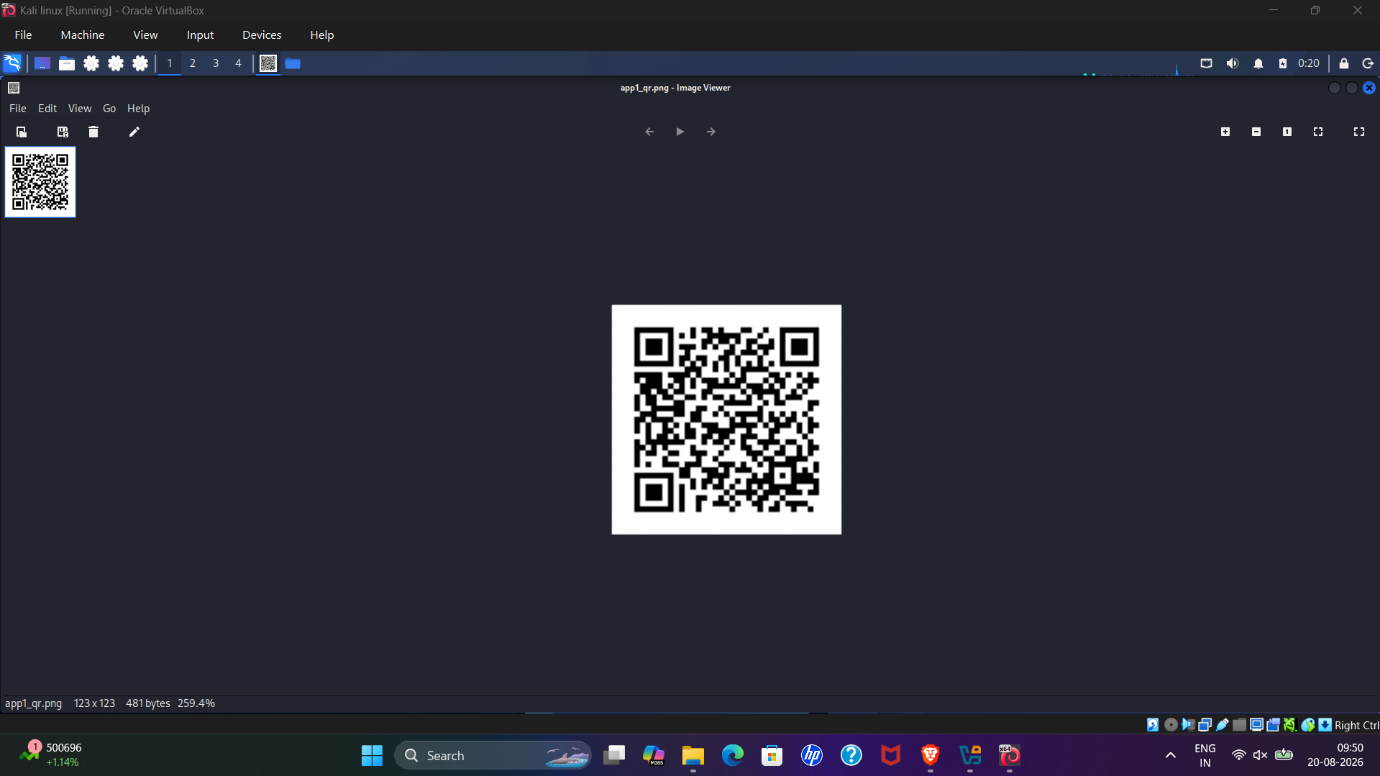 Kali linux [Running] - Oracle VirtualBox
File Machine View Input Devices Help
1 2 3 4 0:20
app1_qr.png - Image Viewer
File Edit View Go Help
app1_qr.png 123 x 123 481 bytes 259.4%
Right Ctrl
1 500696
+1.14%
Search
ENG
IN
09:50
20-08-2026